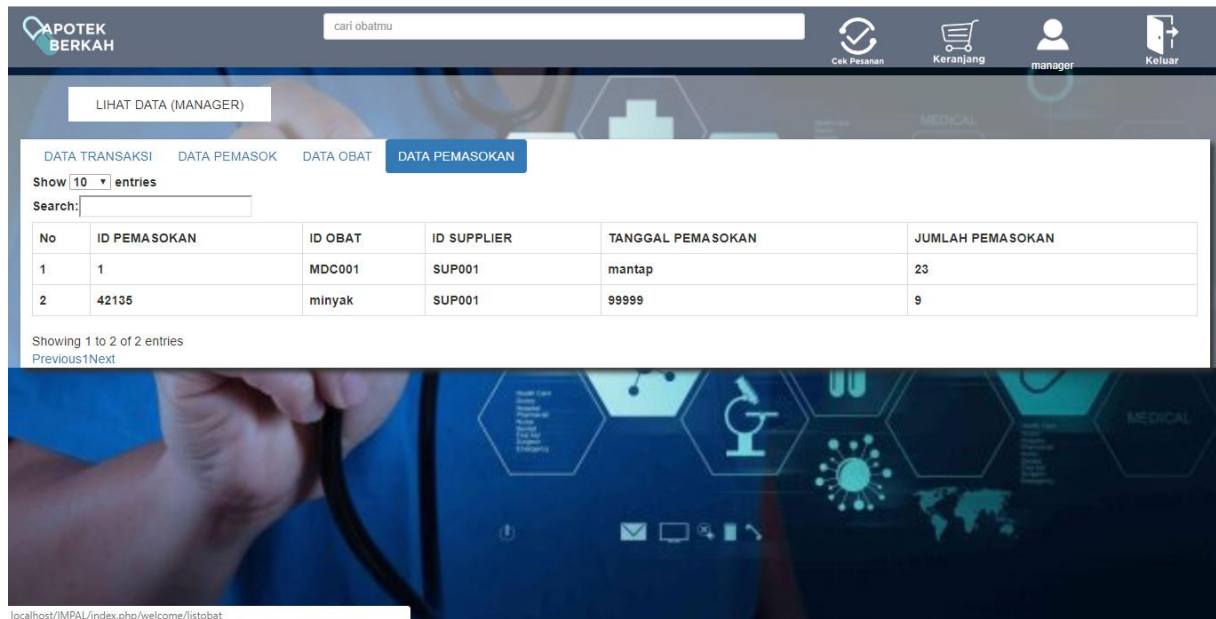 APOTEK
BERKAH
cari obatmu
Cek Pesanan
Keranjang
manager
Keluar
LIHAT DATA (MANAGER)
MEDICAL
DATA TRANSAKSI DATA PEMASOK DATA OBAT DATA PEMASOKAN
Show 10 entries
Search:
No ID PEMASOKAN ID OBAT ID SUPPLIER TANGGAL PEMASOKAN JUMLAH PEMASOKAN
1 1 MDC001 SUP001 mantap 23
2 42135 minyak SUP001 99999 9
Showing 1 to 2 of 2 entries
Previous1Next
MEDICAL
localhost/IMPAL/index.php/welcome/listobat